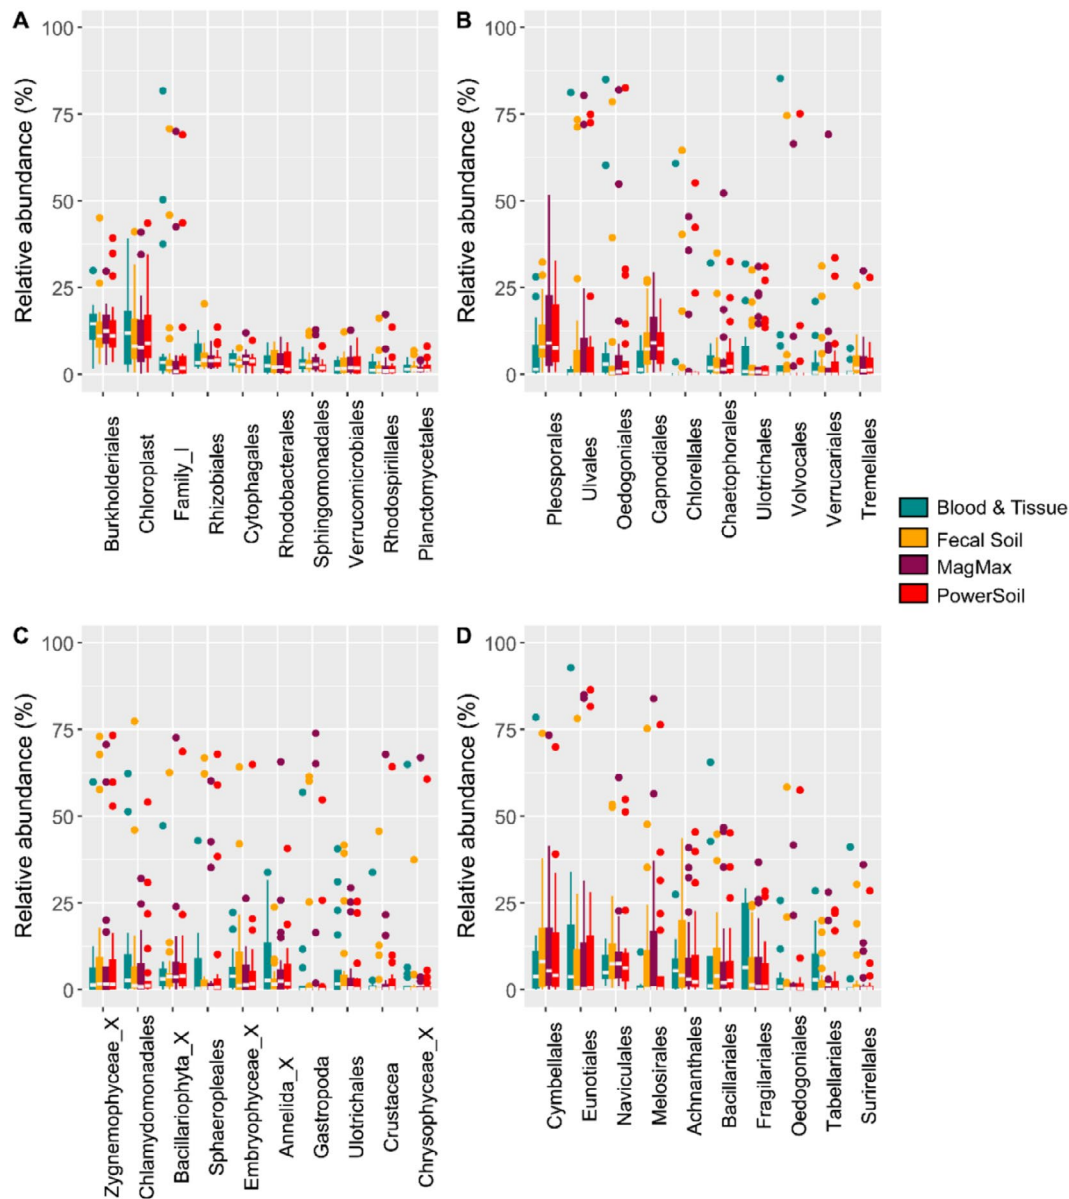 A
B
Relative abundance (%)
100
75
50
25
0
Burkholderiales
Chloroplast
Family_I
Rhizobiales
Cytophagales
Rhodobacterales
Sphingomonadales
Verrucomicrobiales
Rhodospirillales
Planctomycetales
Relative abundance (%)
100
75
50
25
0
Pleosporales
Ulvales
Oedogoniales
Capnodiales
Chlorellales
Chaetophorales
Ulotrichales
Volvocales
Verrucariales
Tremellales
Blood & Tissue
Fecal Soil
MagMax
PowerSoil
C
D
Relative abundance (%)
100
75
50
25
0
Zygnemophyceae_X
Chlamydomonadales
Bacillariophyta_X
Sphaeropleales
Embryophyceae_X
Annelida_X
Gastropoda
Ulotrichales
Crustacea
Chrysophyceae_X
Relative abundance (%)
100
75
50
25
0
Cymbellales
Eunotiales
Naviculales
Melosirales
Achnanthales
Bacillariales
Fragilariales
Oedogoniales
Tabellariales
Surirellales